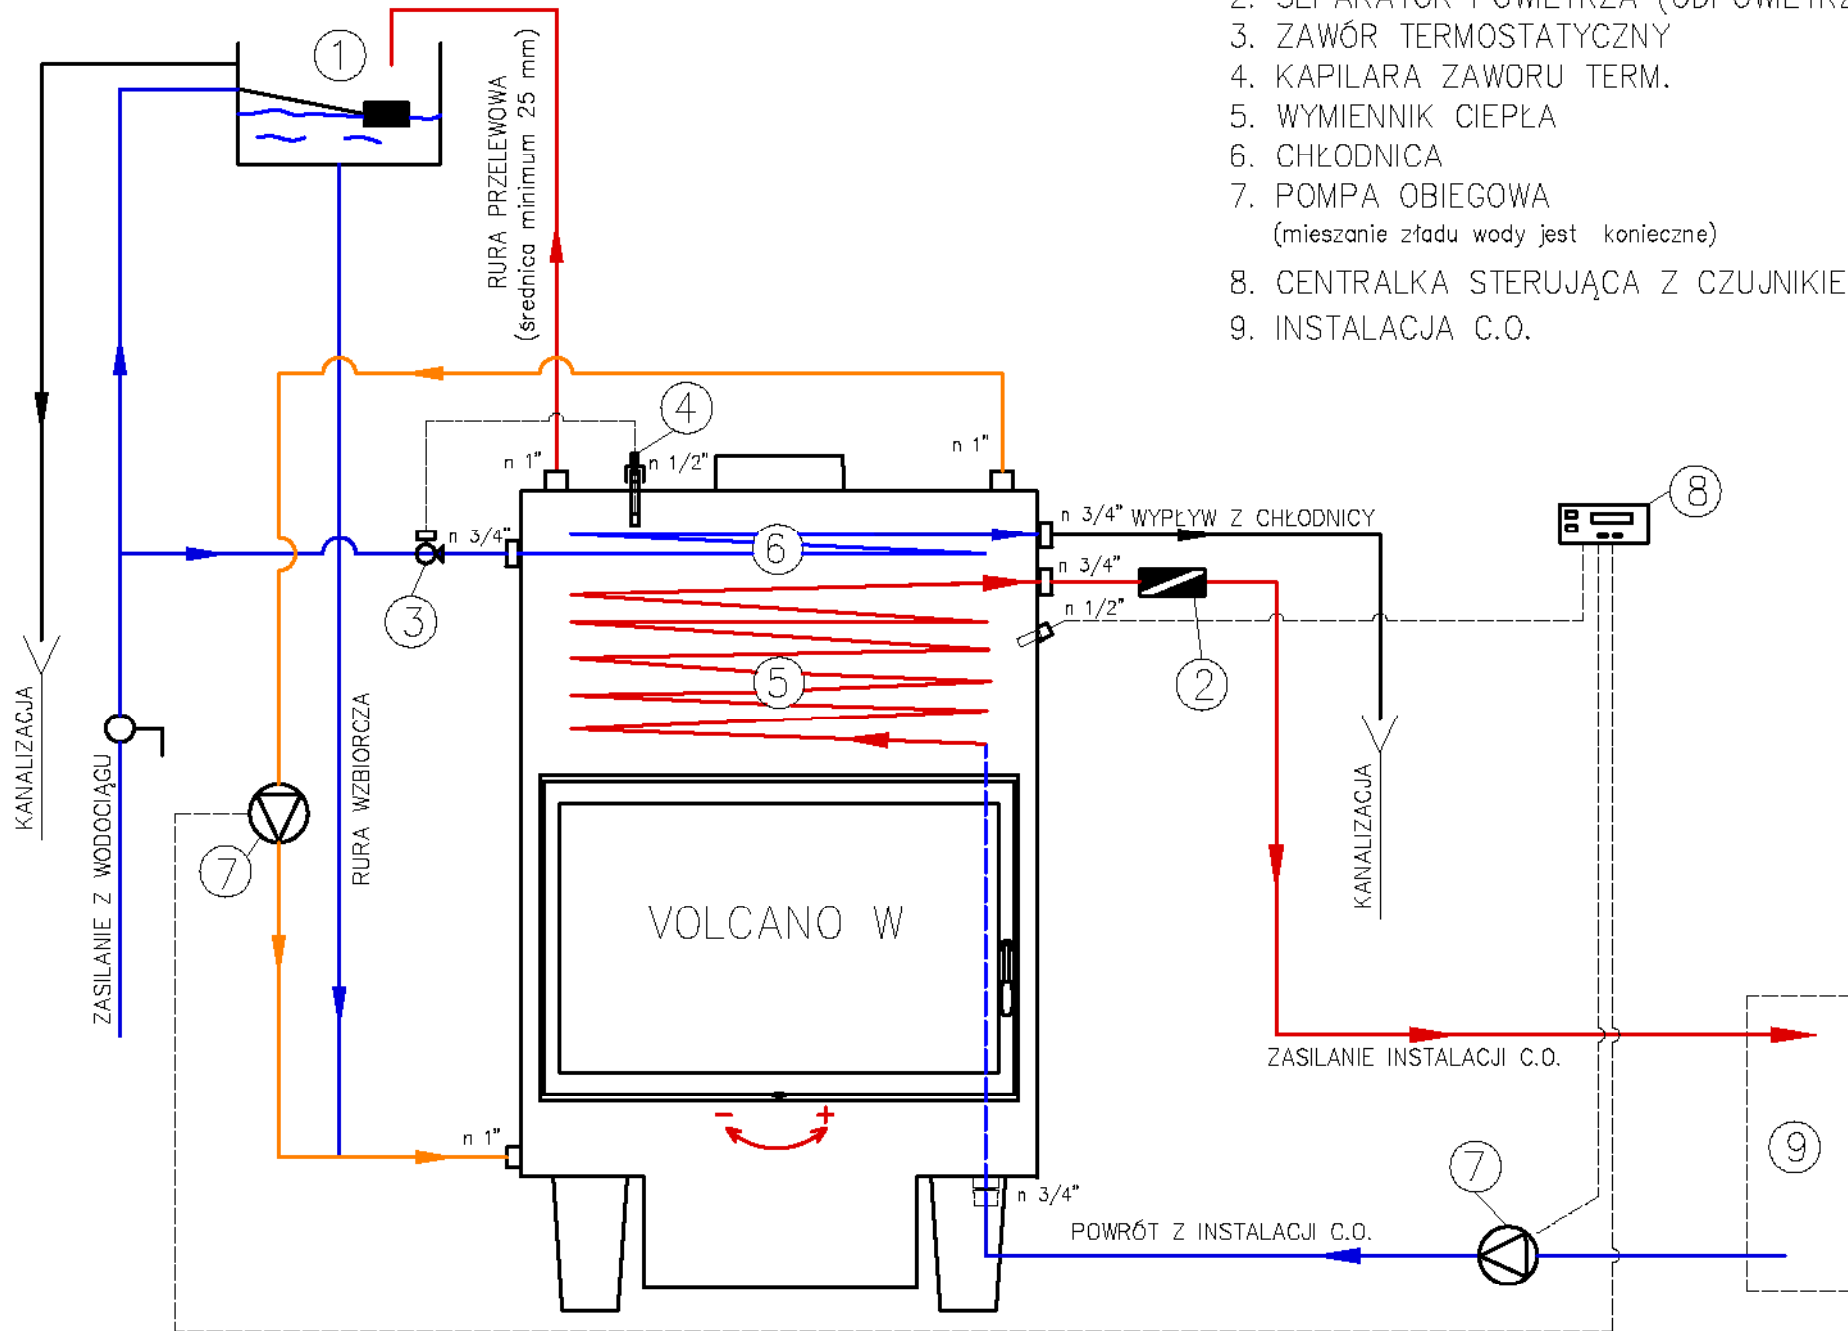 2. SEPARATOR POWIETRZA
3. ZAWÓR TERMOSTATYCZNY
4. KAPILARA ZAWORU TERM.
5. WYMIENNIK CIEPŁA
6. CHŁODNICA
7. POMPA OBIEGOWA
(mieszanie zładu wody jest konieczne)
8. CENTRALKA STERUJĄCA Z
9. INSTALACJA C.O.
1
RURA PRZELEWOWA
(średnica minimum 25 mm)
4
n 1"
n 1/2"
n 1"
8
n 3/4"
n 3/4" WYPŁYW Z CHŁODNICY
6
n 3/4"
3
n 1/2"
5
2
KANALIZACJA
ZASILANIE Z WODOCIĄGU
RURA WZBIORCZA
KANALIZACJA
7
VOLCANO W
ZASILANIE INSTALACJI C.O.
- +
n 1"
9
7
n 3/4"
POWRÓT Z INSTALACJI C.O.